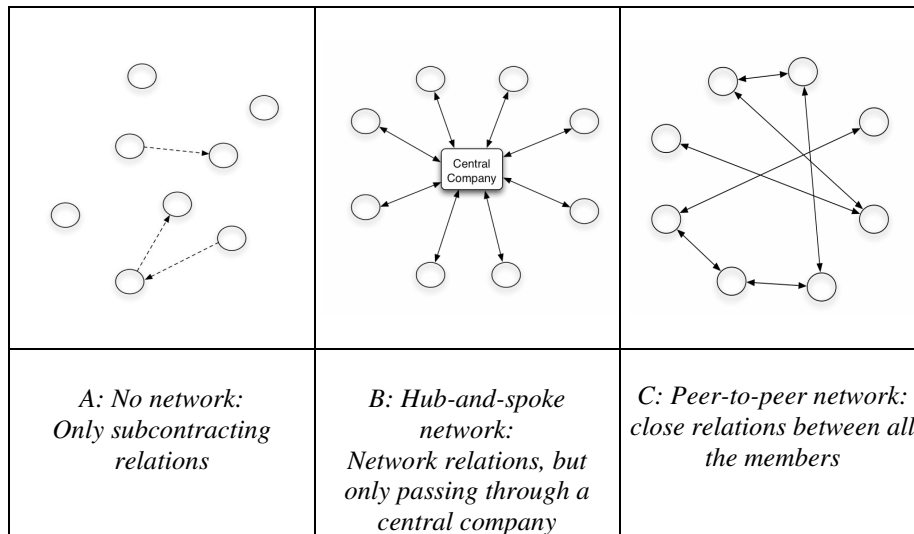 Central
Company
A: No network:
Only subcontracting
relations
B: Hub-and-spoke
network:
Network relations, but
only passing through a
central company
C: Peer-to-peer network:
close relations between all
the members